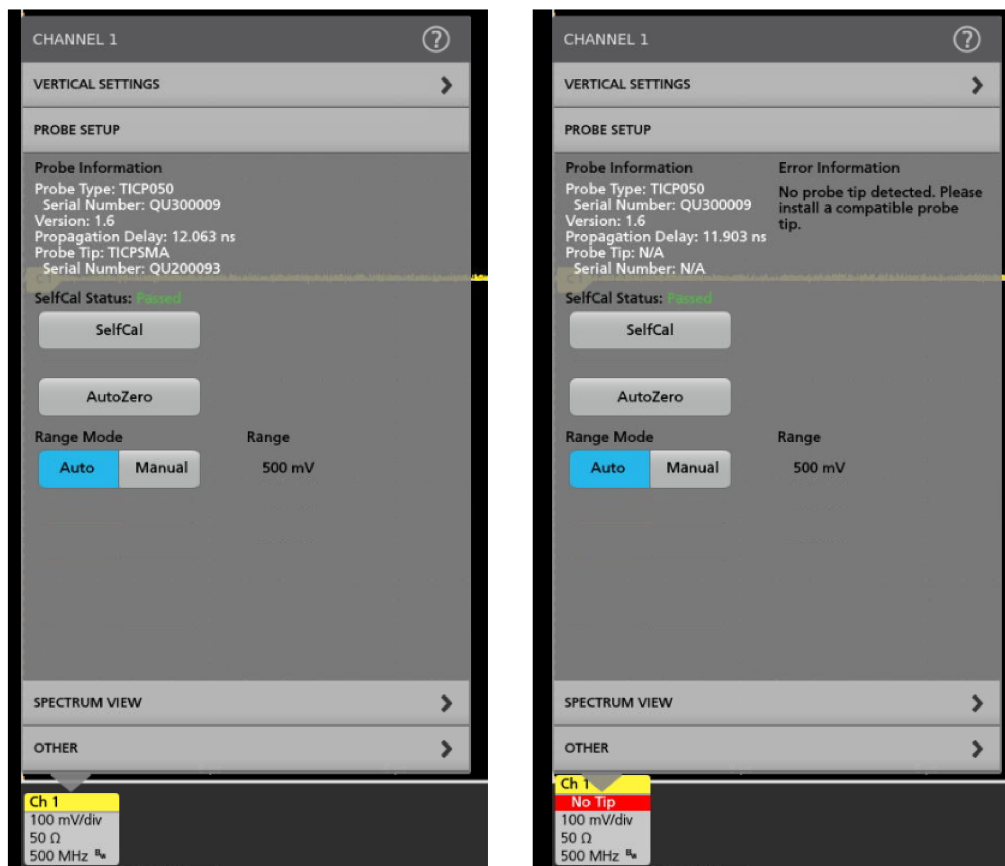 CHANNEL 1
?
VERTICAL SETTINGS
PROBE SETUP
Probe Information
Probe Type: TICP050
Serial Number: QU300009
Version: 1.6
Propagation Delay: 12.063 ns
Probe Tip: TICPSMA
Serial Number: QU200093
SelfCal Status: Passed
SelfCal
AutoZero
Range Mode
Range
Auto
Manual
500 mV
SPECTRUM VIEW
OTHER
Ch 1
100 mV/div
50 Ω
500 MHz
CHANNEL 1
?
VERTICAL SETTINGS
PROBE SETUP
Probe Information
Probe Type: TICP050
Serial Number: QU300009
Version: 1.6
Propagation Delay: 11.903 ns
Probe Tip: N/A
Serial Number: N/A
Error Information
No probe tip detected. Please
install a compatible probe
tip.
SelfCal Status: Passed
SelfCal
AutoZero
Range Mode
Range
Auto
Manual
500 mV
SPECTRUM VIEW
OTHER
Ch 1
No Tip
100 mV/div
50 Ω
500 MHz